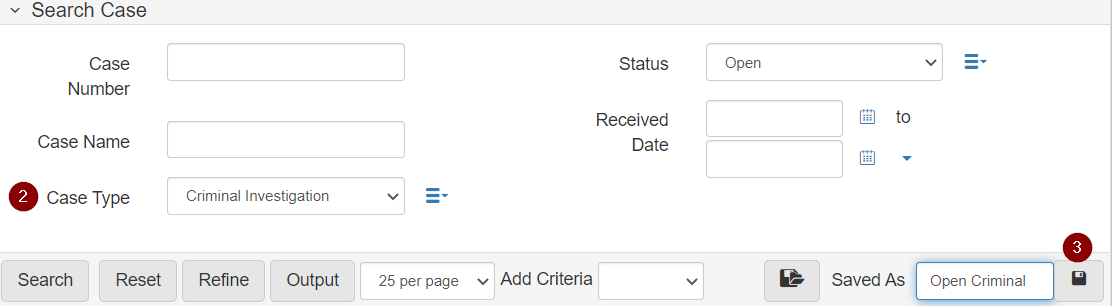 Search Case
Case
Number
Status
Open
Received
Date
to
Case Name
2
Case Type
Criminal Investigation
3
Search
Reset
Refine
Output
25 per page
Add Criteria
Saved As
Open Criminal